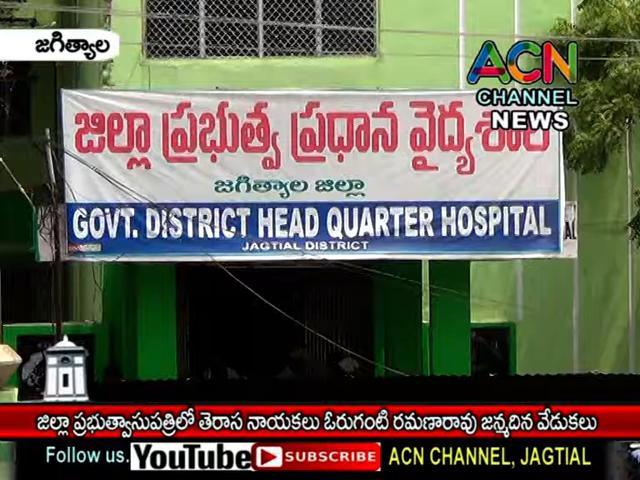 జగిత్యాల
ACN
CHANNEL
NEWS
జిల్లా ప్రభుత్వ ప్రధాన వైద్యశాల
జగిత్యాల జిల్లా
GOVT. DISTRICT HEAD QUARTER HOSPITAL
JAGTIAL DISTRICT
జిల్లా ప్రభుత్వాసుపత్రిలో తెరాస నాయకులు ఓరుగంటి రమణారావు జన్మదిన వేడుకలు
Follow us. YouTube SUBSCRIBE ACN CHANNEL, JAGTIAL